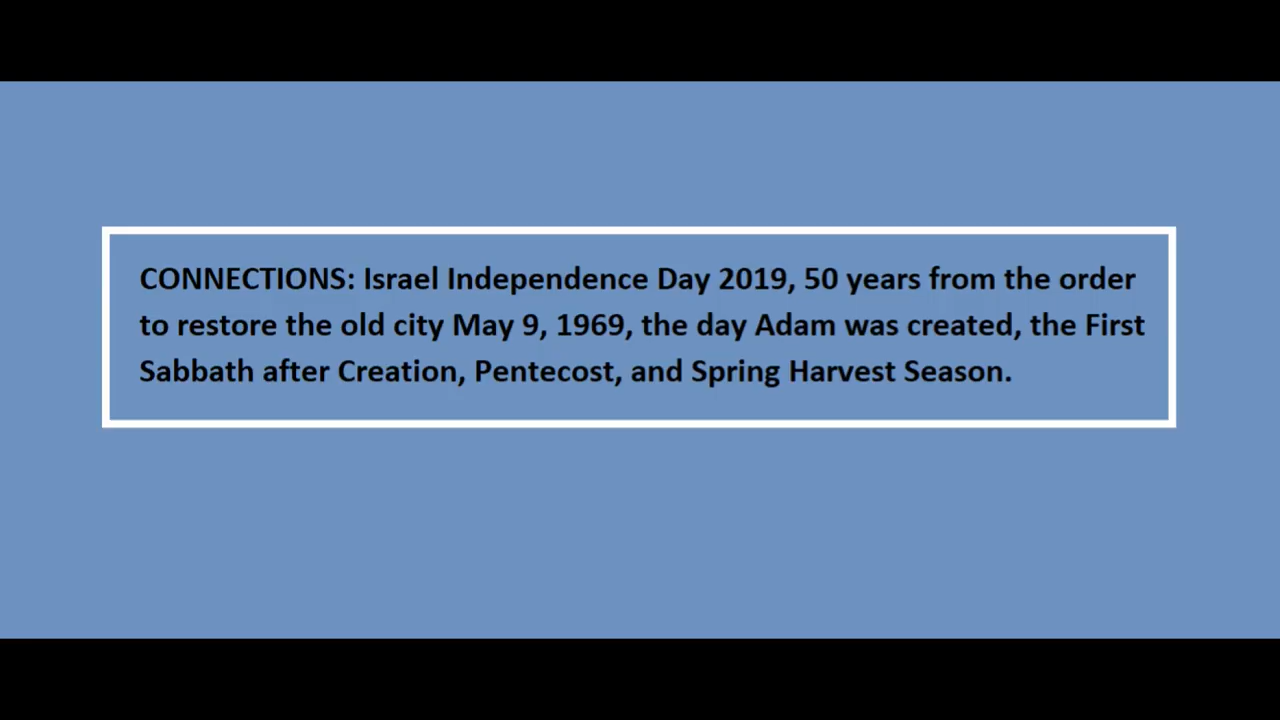 CONNECTIONS: Israel Independence Day 2019, 50 years from the order
to restore the old city May 9, 1969, the day Adam was created, the First
Sabbath after Creation, Pentecost, and Spring Harvest Season.